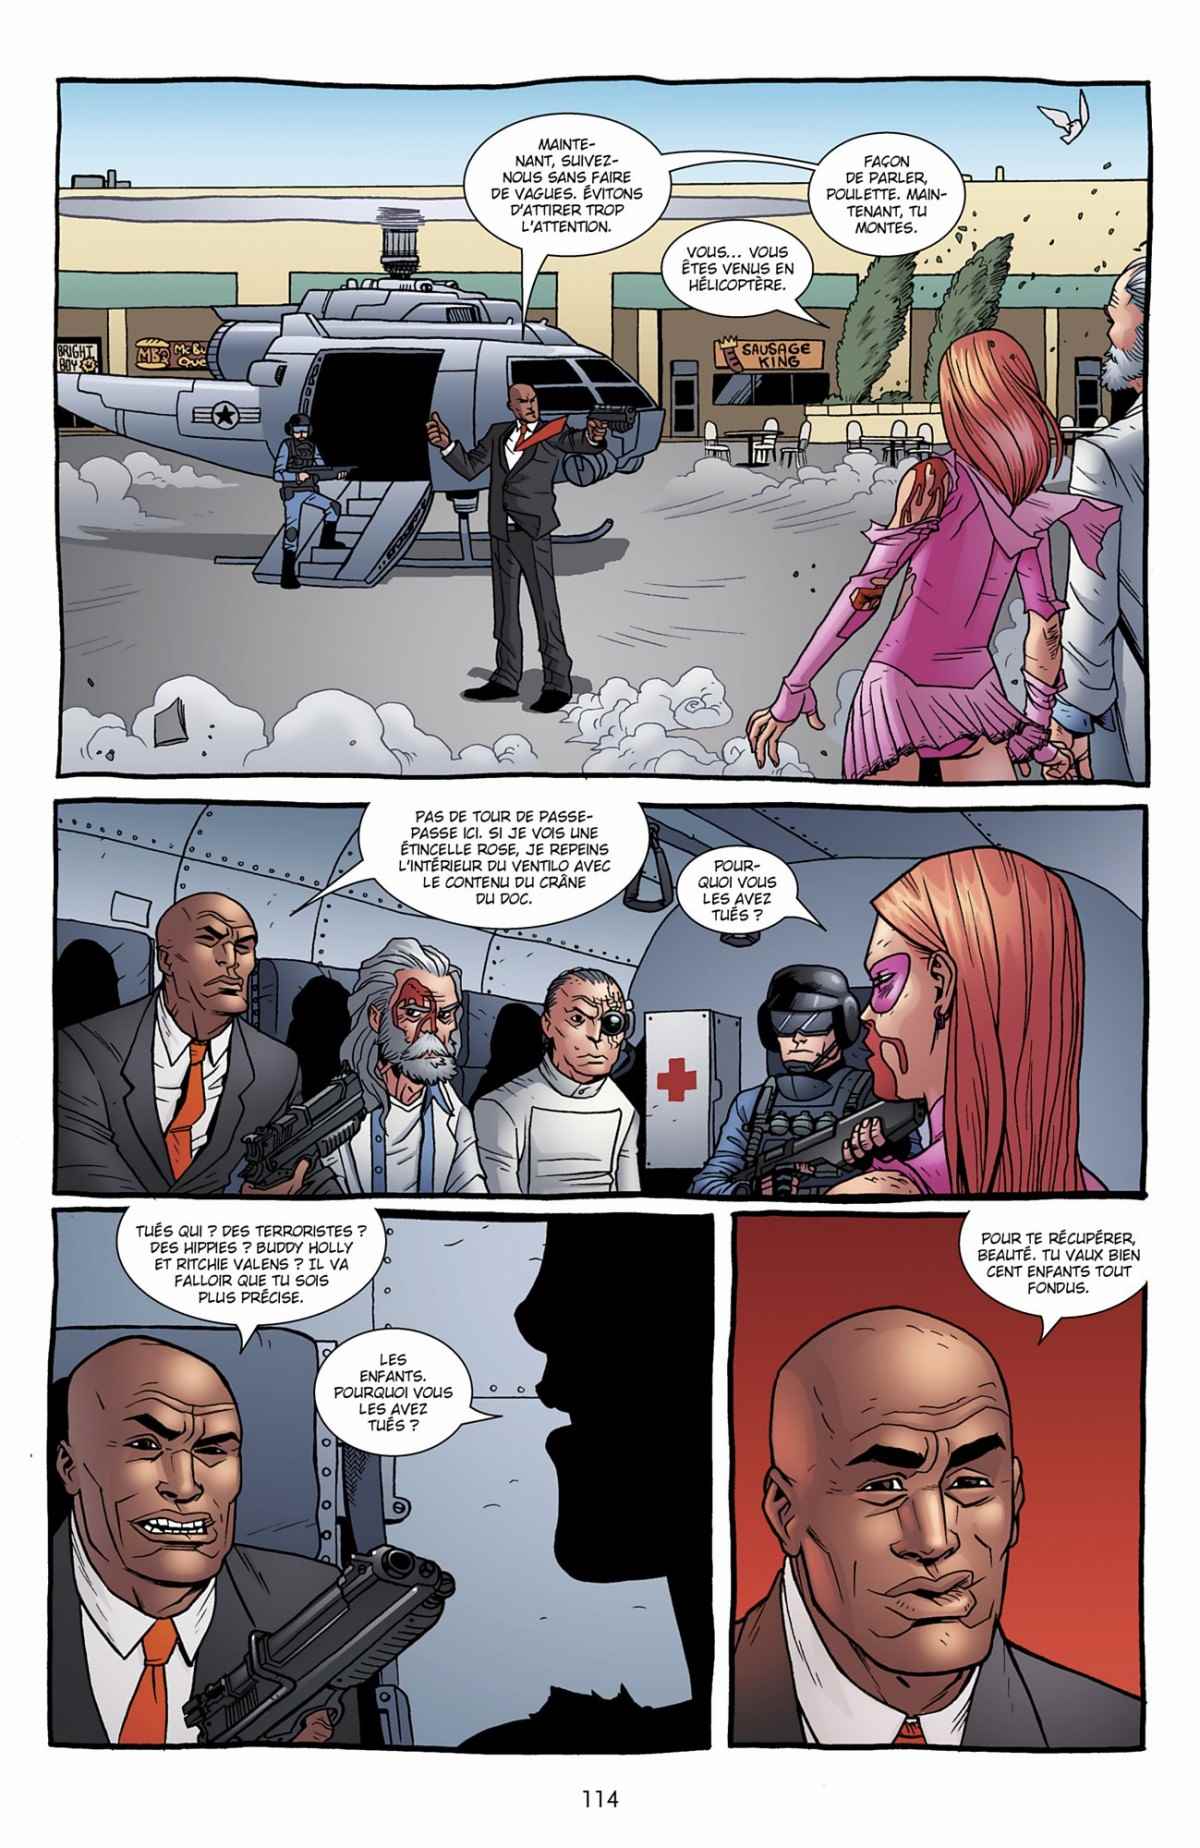 MAINTE-
NANT, SUIVEZ-
NOUS SANS FAIRE
DE VAGUES. ÉVITONS
D'ATTIRER TROP
L'ATTENTION.
VOUS... VOUS
ÊTES VENUS EN
HÉLICOPTÈRE.
FAÇON
DE PARLER,
POULETTE. MAIN-
TENANT, TU
MONTES.
BRIGHT
BOY
MBQ
SAUSAGE
KING
PAS DE TOUR DE PASSE-
PASSE ICI. SI JE VOIS UNE
ÉTINCELLE ROSE, JE REPEINS
L'INTÉRIEUR DU VENTILO AVEC
LE CONTENU DU CRÂNE
DU DOC.
POUR-
QUOI VOUS
LES AVEZ
TUÉS ?
TUÉS QUI ? DES TERRORISTES ?
DES HIPPIES ? BUDDY HOLLY
ET RITCHIE VALENS ? IL VA
FALLOIR QUE TU SOIS
PLUS PRÉCISE.
LES
ENFANTS.
POURQUOI VOUS
LES AVEZ
TUÉS ?
POUR TE RÉCUPÉRER,
BEAUTÉ. TU VAUX BIEN
CENT ENFANTS TOUT
FONDUS.
114